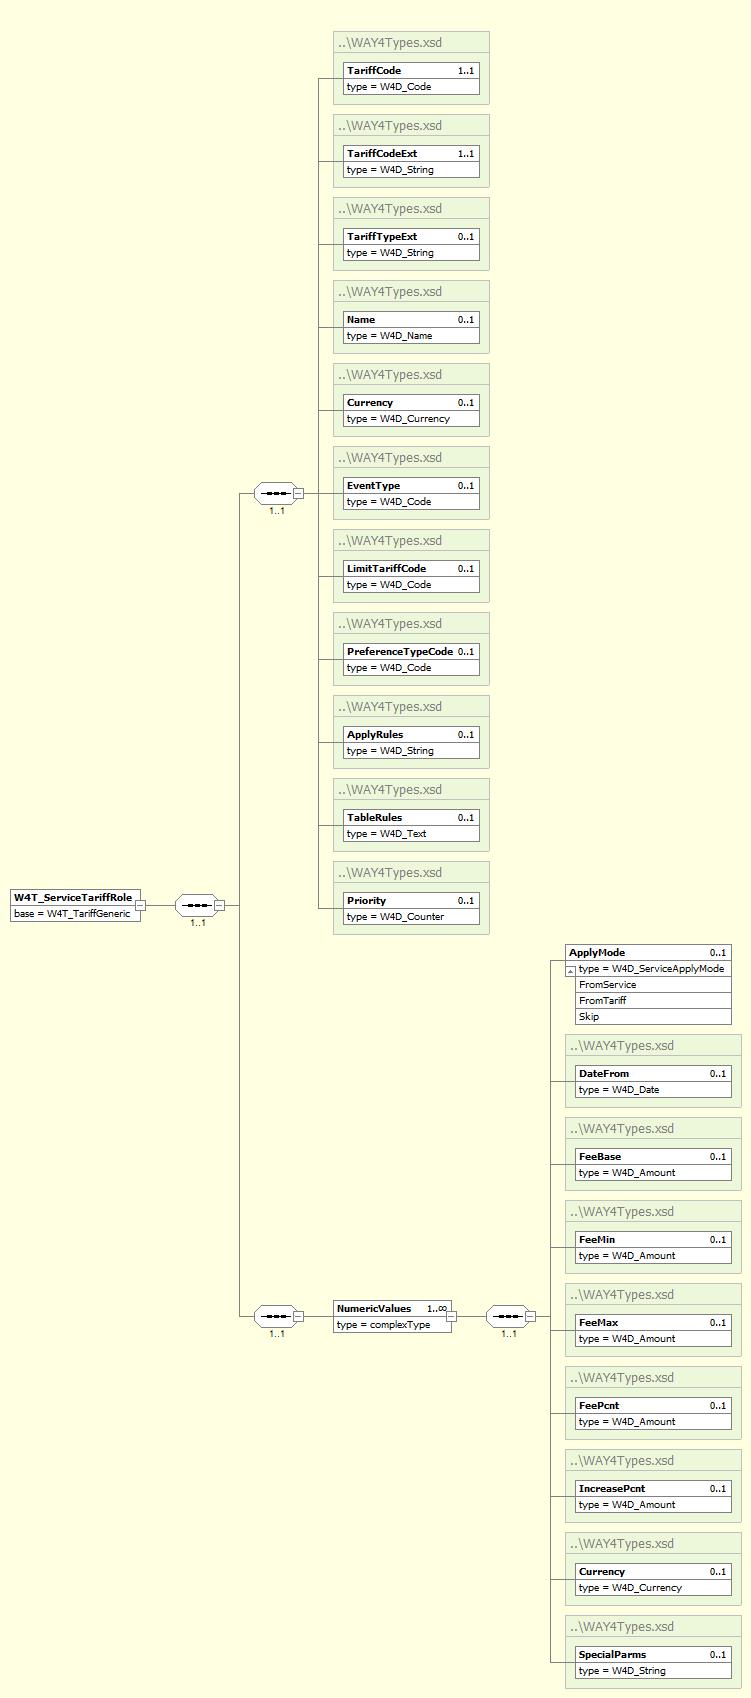 ..\WAY4Types.xsd
TariffCode 1..1
type = W4D_Code
..\WAY4Types.xsd
TariffCodeExt 1..1
type = W4D_String
..\WAY4Types.xsd
TariffTypeExt 0..1
type = W4D_String
..\WAY4Types.xsd
Name 0..1
type = W4D_Name
..\WAY4Types.xsd
Currency 0..1
type = W4D_Currency
..\WAY4Types.xsd
EventType 0..1
type = W4D_Code
1..1
..\WAY4Types.xsd
LimitTariffCode 0..1
type = W4D_Code
..\WAY4Types.xsd
PreferenceTypeCode 0..1
type = W4D_Code
..\WAY4Types.xsd
ApplyRules 0..1
type = W4D_String
..\WAY4Types.xsd
TableRules 0..1
type = W4D_Text
..\WAY4Types.xsd
Priority 0..1
type = W4D_Counter
W4T_ServiceTariffRole
base = W4T_TariffGeneric
1..1
ApplyMode 0..1
type = W4D_ServiceApplyMode
FromService
FromTariff
Skip
..\WAY4Types.xsd
DateFrom 0..1
type = W4D_Date
..\WAY4Types.xsd
FeeBase 0..1
type = W4D_Amount
..\WAY4Types.xsd
FeeMin 0..1
type = W4D_Amount
1..1
NumericValues 1..∞
type = complexType
1..1
..\WAY4Types.xsd
FeeMax 0..1
type = W4D_Amount
..\WAY4Types.xsd
FeePcnt 0..1
type = W4D_Amount
..\WAY4Types.xsd
IncreasePcnt 0..1
type = W4D_Amount
..\WAY4Types.xsd
Currency 0..1
type = W4D_Currency
..\WAY4Types.xsd
SpecialParms 0..1
type = W4D_String